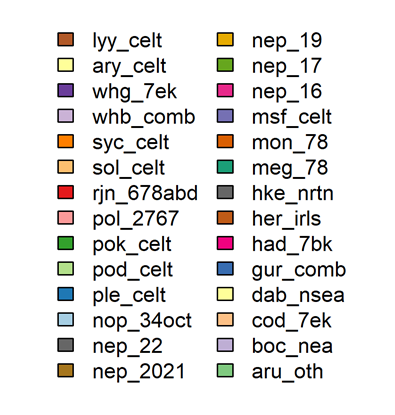 lyy_celt
ary_celt
whg_7ek
whb_comb
syc_celt
sol_celt
rjn_678abd
pol_2767
pok_celt
pod_celt
ple_celt
nop_34oct
nep_22
nep_2021
nep_19
nep_17
nep_16
msf_celt
mon_78
meg_78
hke_nrtn
her_irls
had_7bk
gur_comb
dab_nsea
cod_7ek
boc_nea
aru_oth